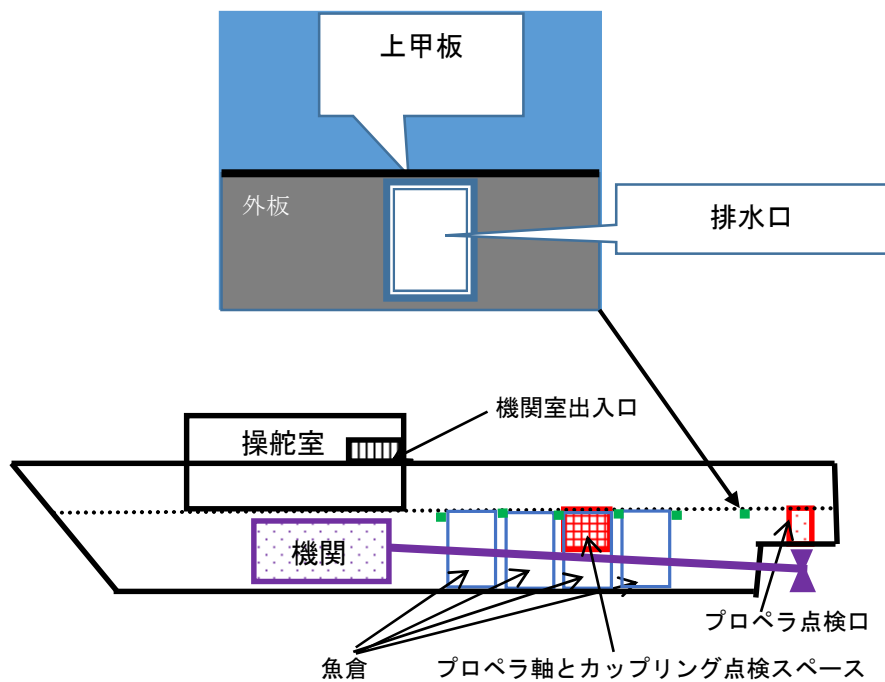 上甲板
外板
排水口
機関室出入口
操舵室
機関
プロペラ点検口
魚倉
プロペラ軸とカップリング点検スペース